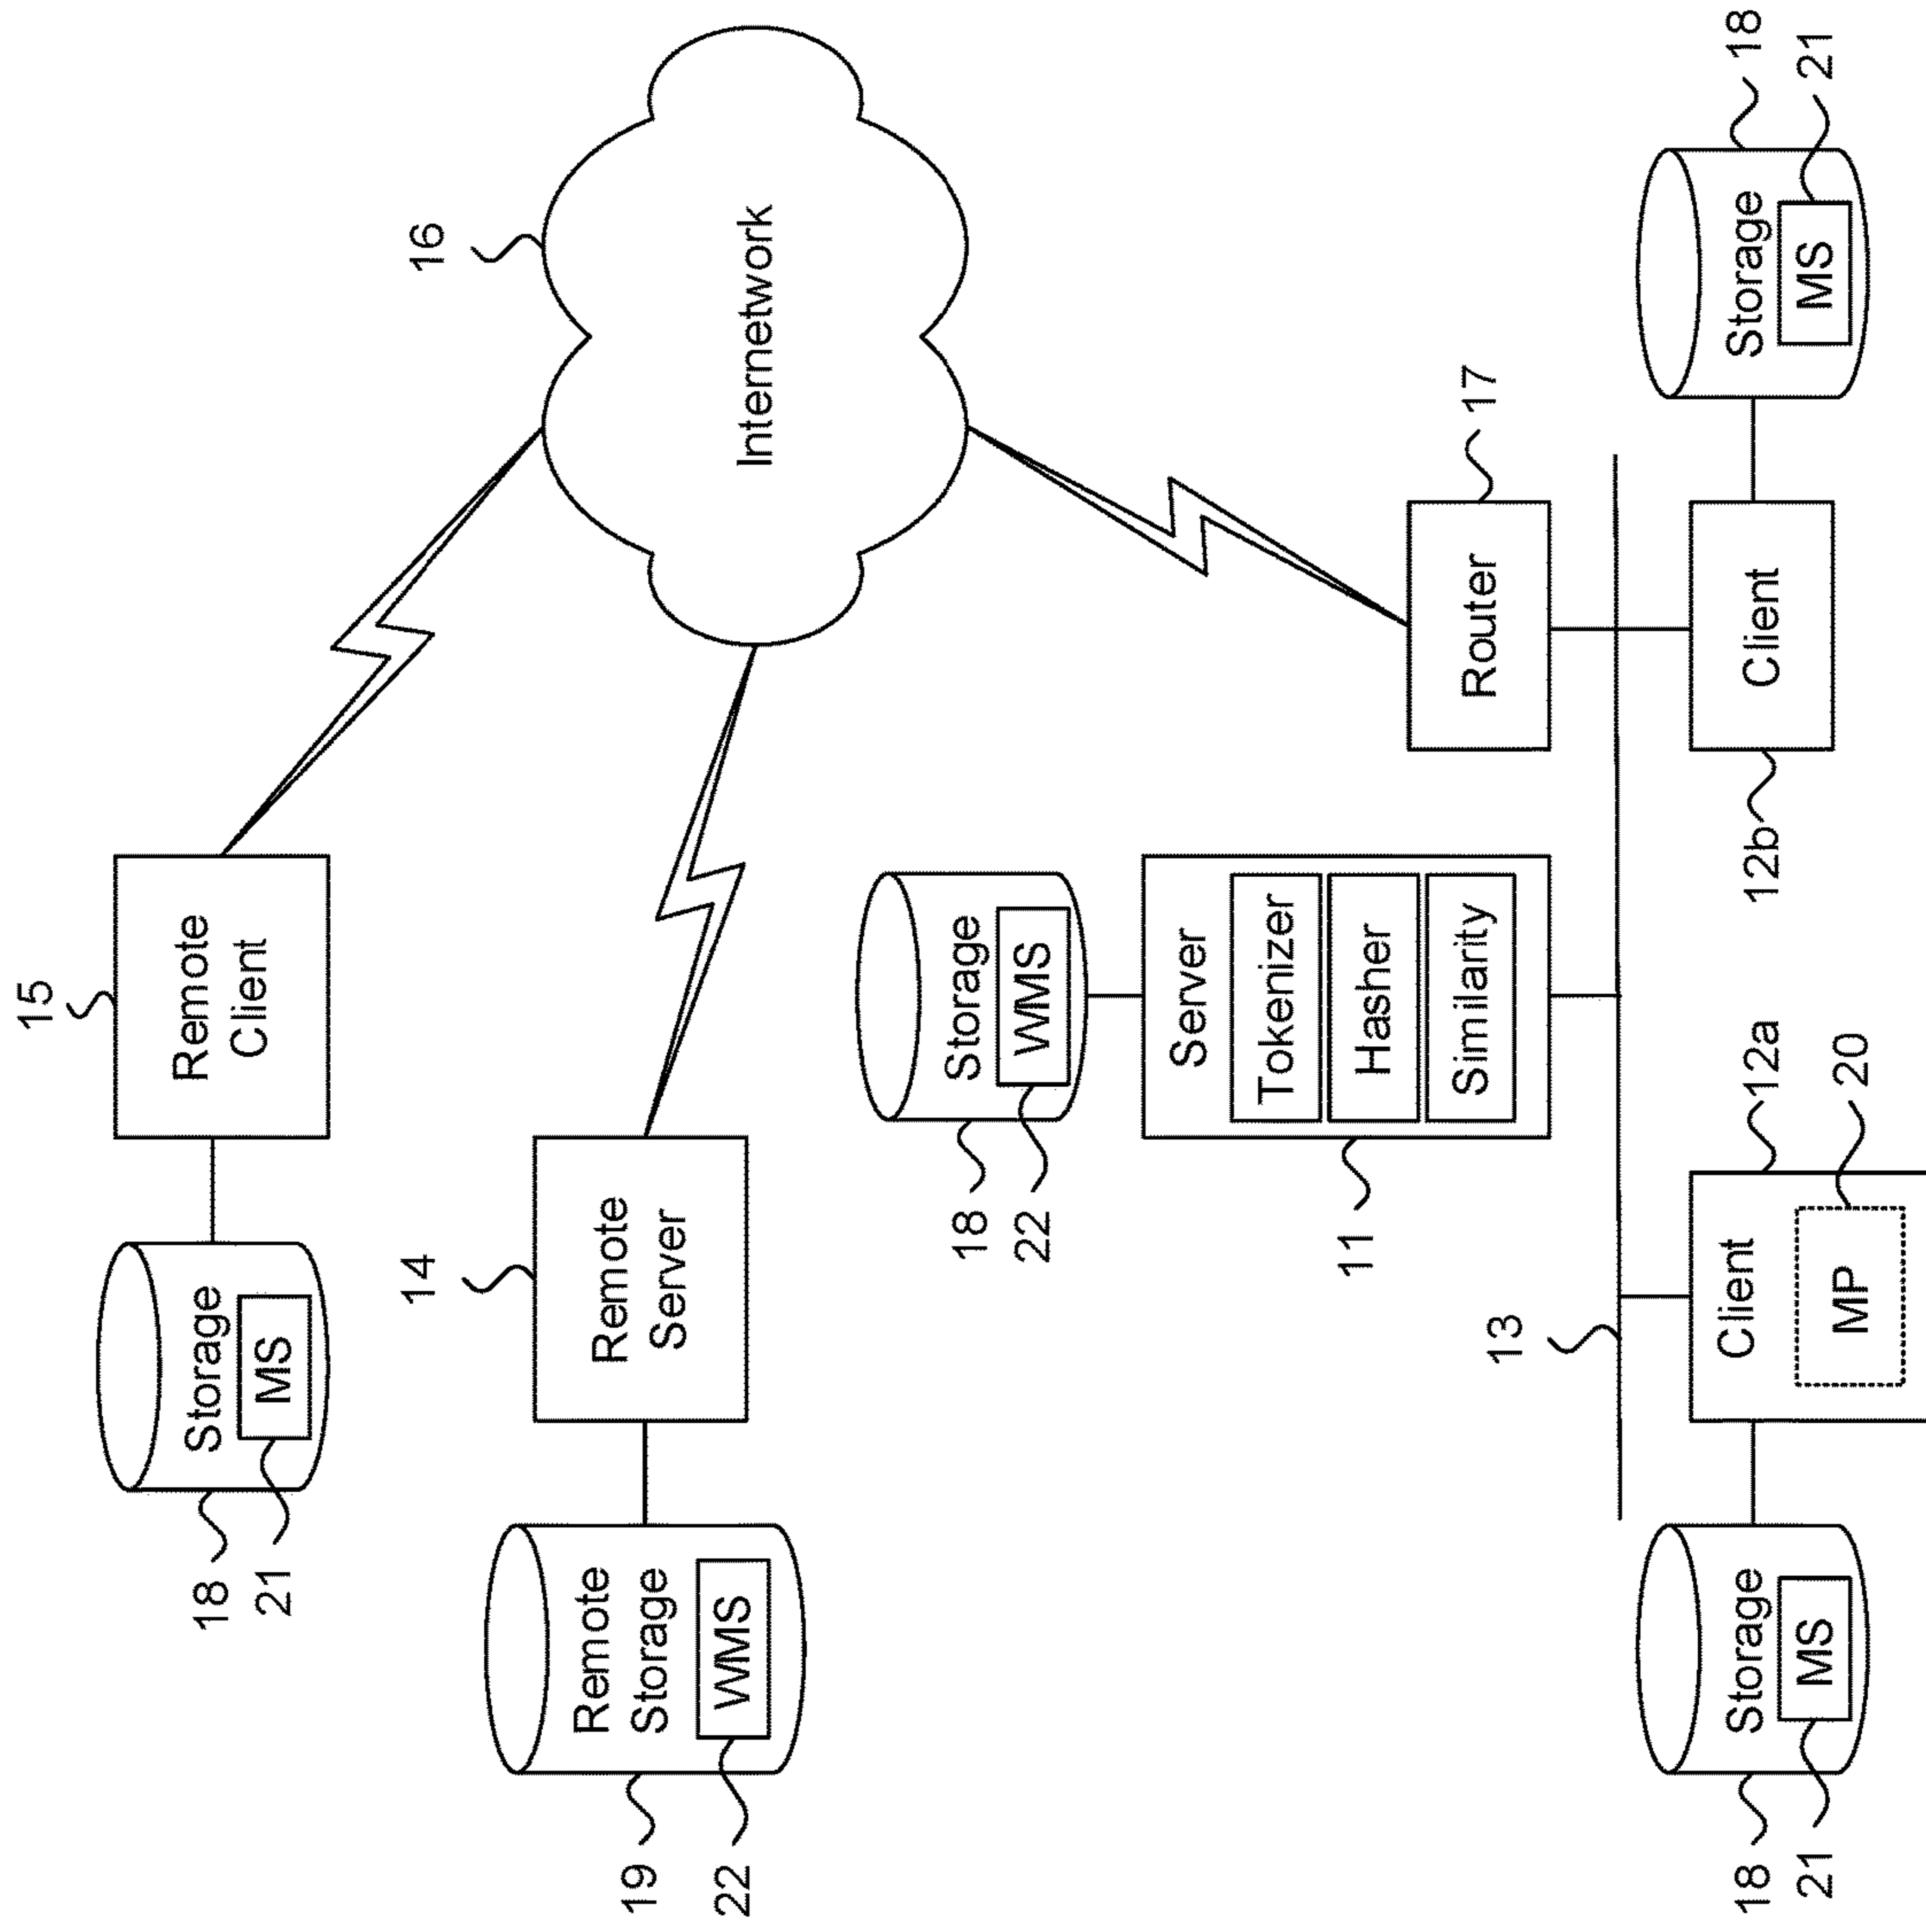 15
Remote
Client
Storage
MS
18
21
16
Internetwork
14
Remote
Server
Remote
Storage
WMS
19
22
Storage
WMS
18
22
Server
Tokenizer
Hasher
Similarity
11
Router
17
13
Client
12b
Storage
MS
18
21
Client
MP
12a
20
Storage
MS
18
21